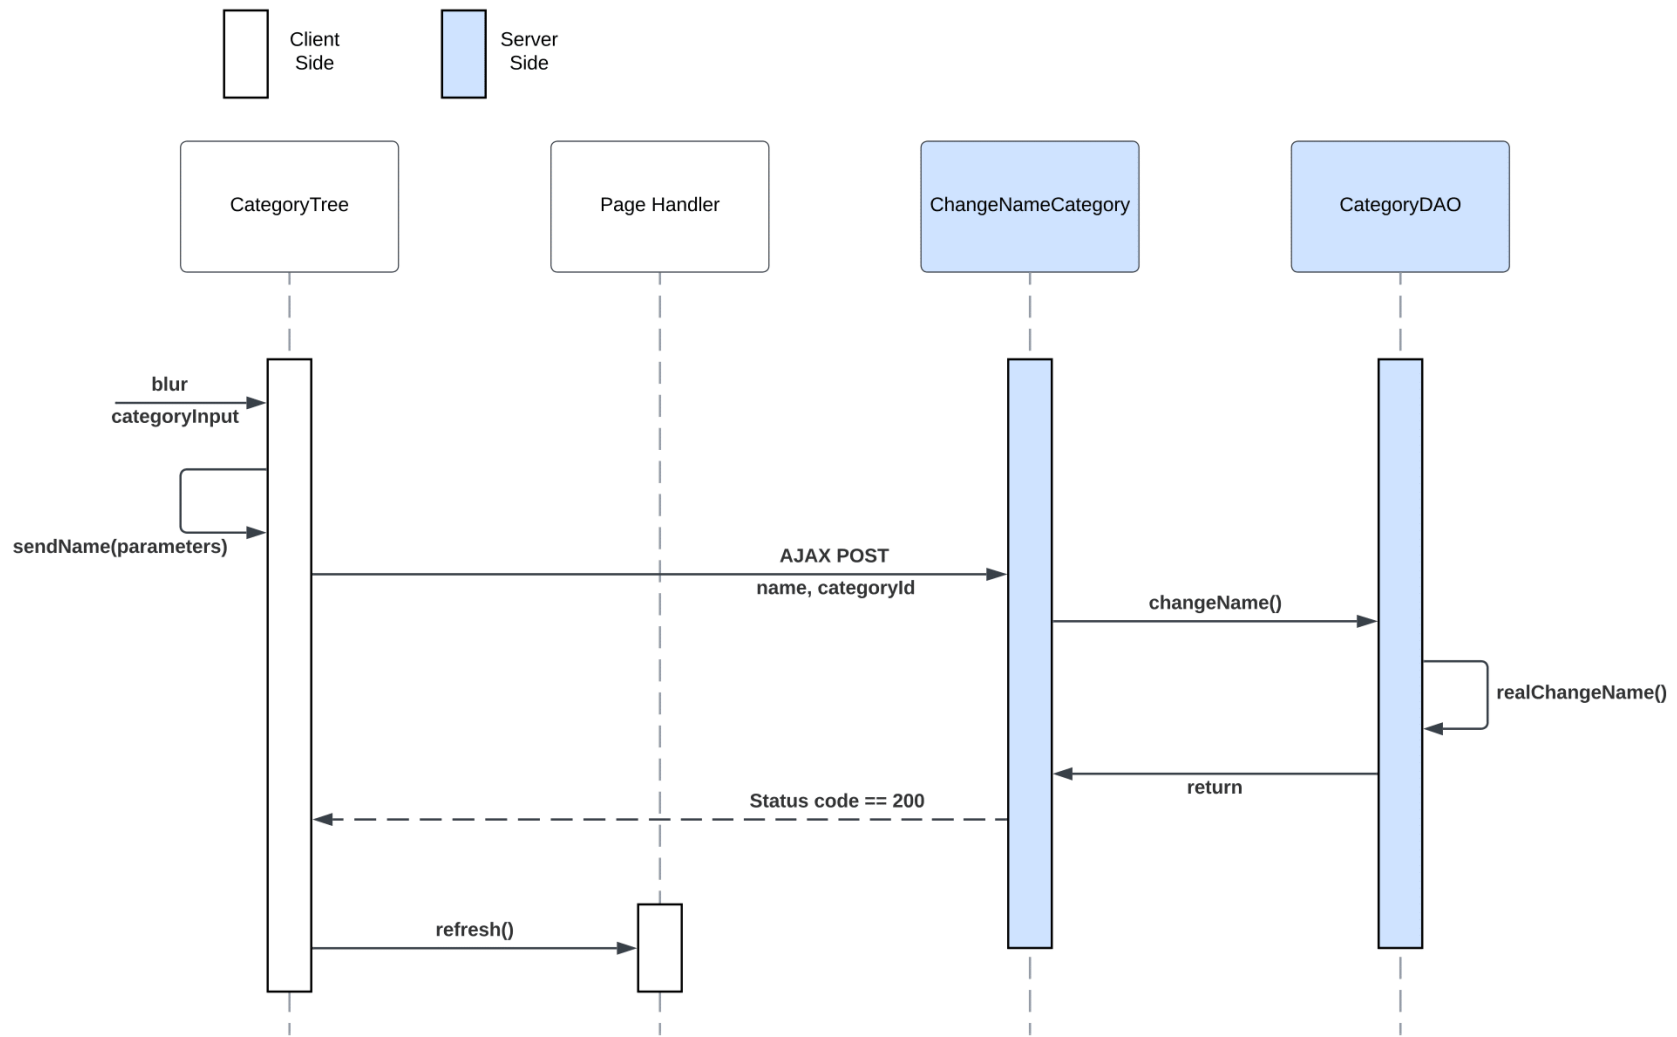 Client
Side
Server
Side
CategoryTree
Page Handler
ChangeNameCategory
CategoryDAO
blur
categoryInput
sendName(parameters)
AJAX POST
name, categoryId
changeName()
realChangeName()
return
Status code == 200
refresh()